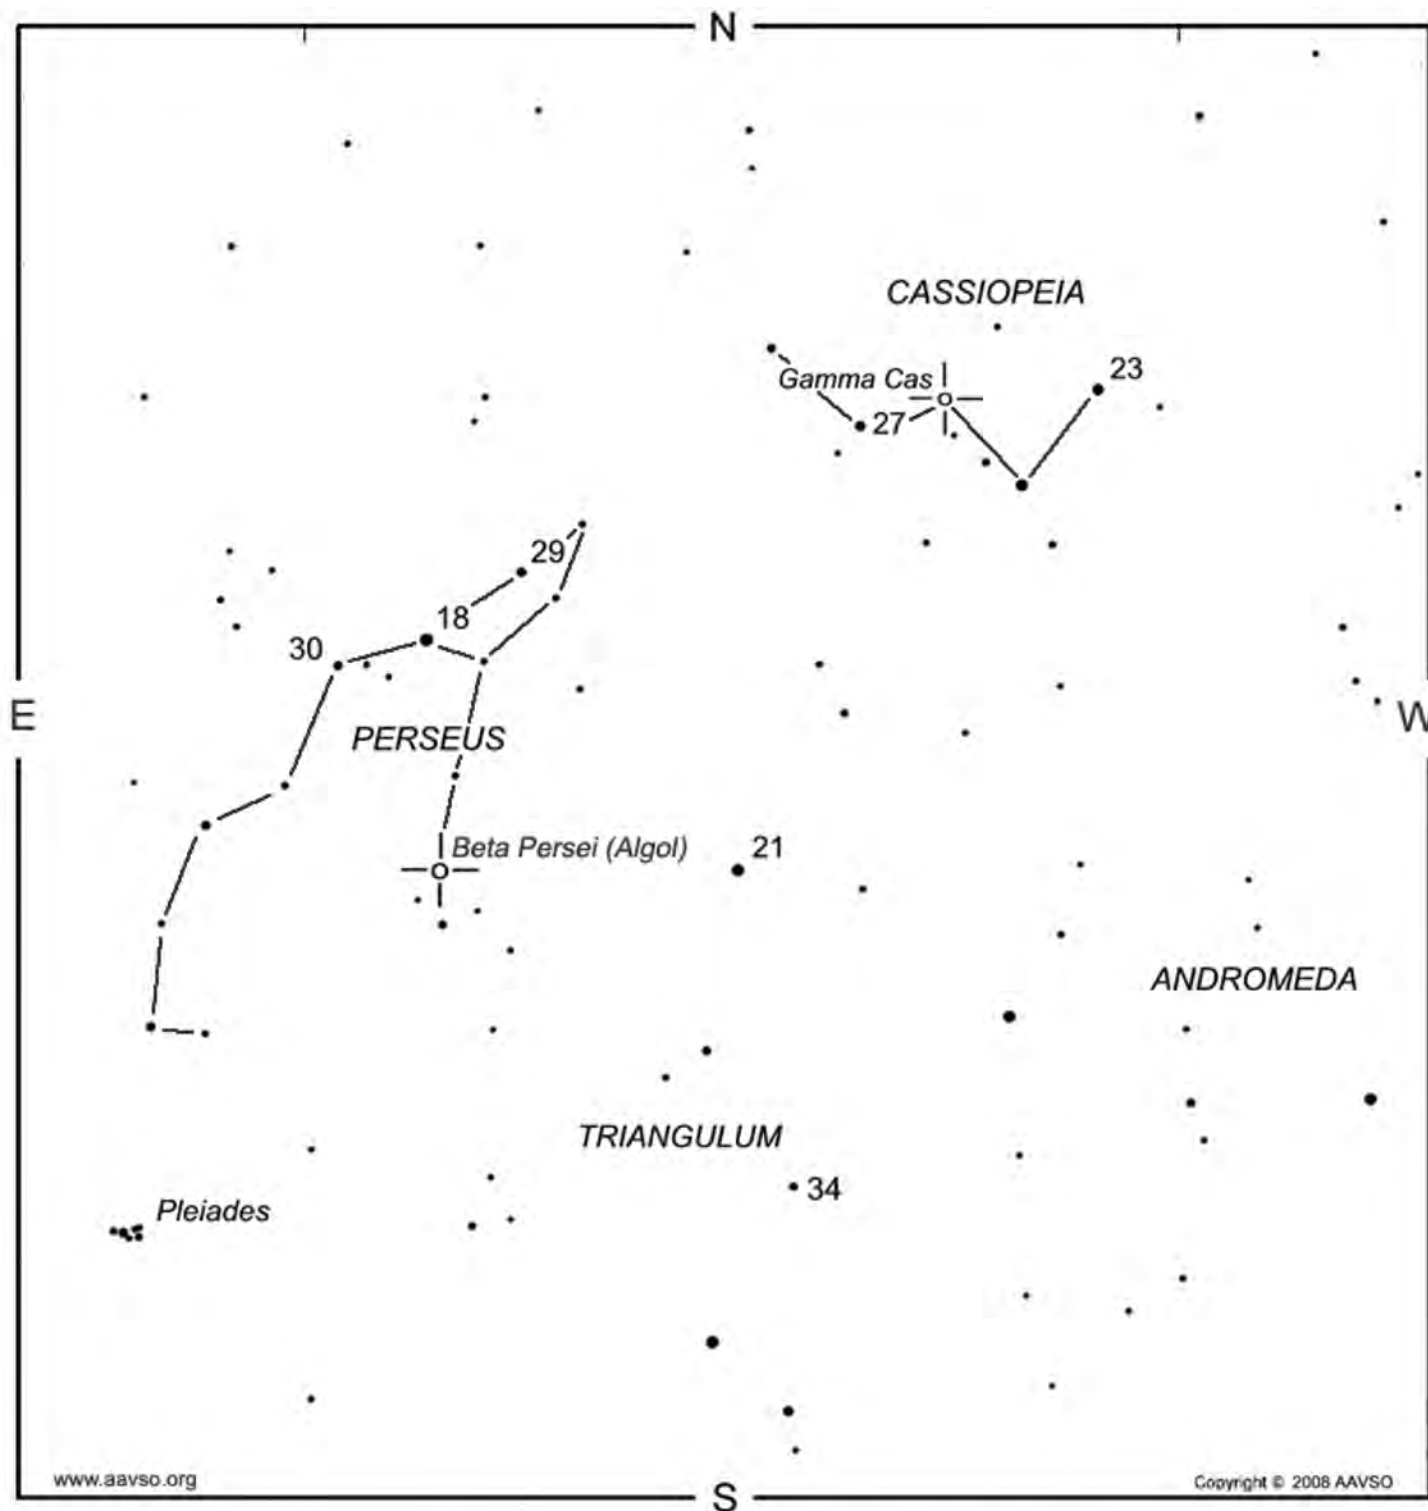 N
CASSIOPEIA
23
Gamma Cas
27
29
18
30
E
W
PERSEUS
Beta Persei (Algol)
21
ANDROMEDA
TRIANGULUM
34
Pleiades
www.aavso.org
Copyright © 2008 AAVSO
S